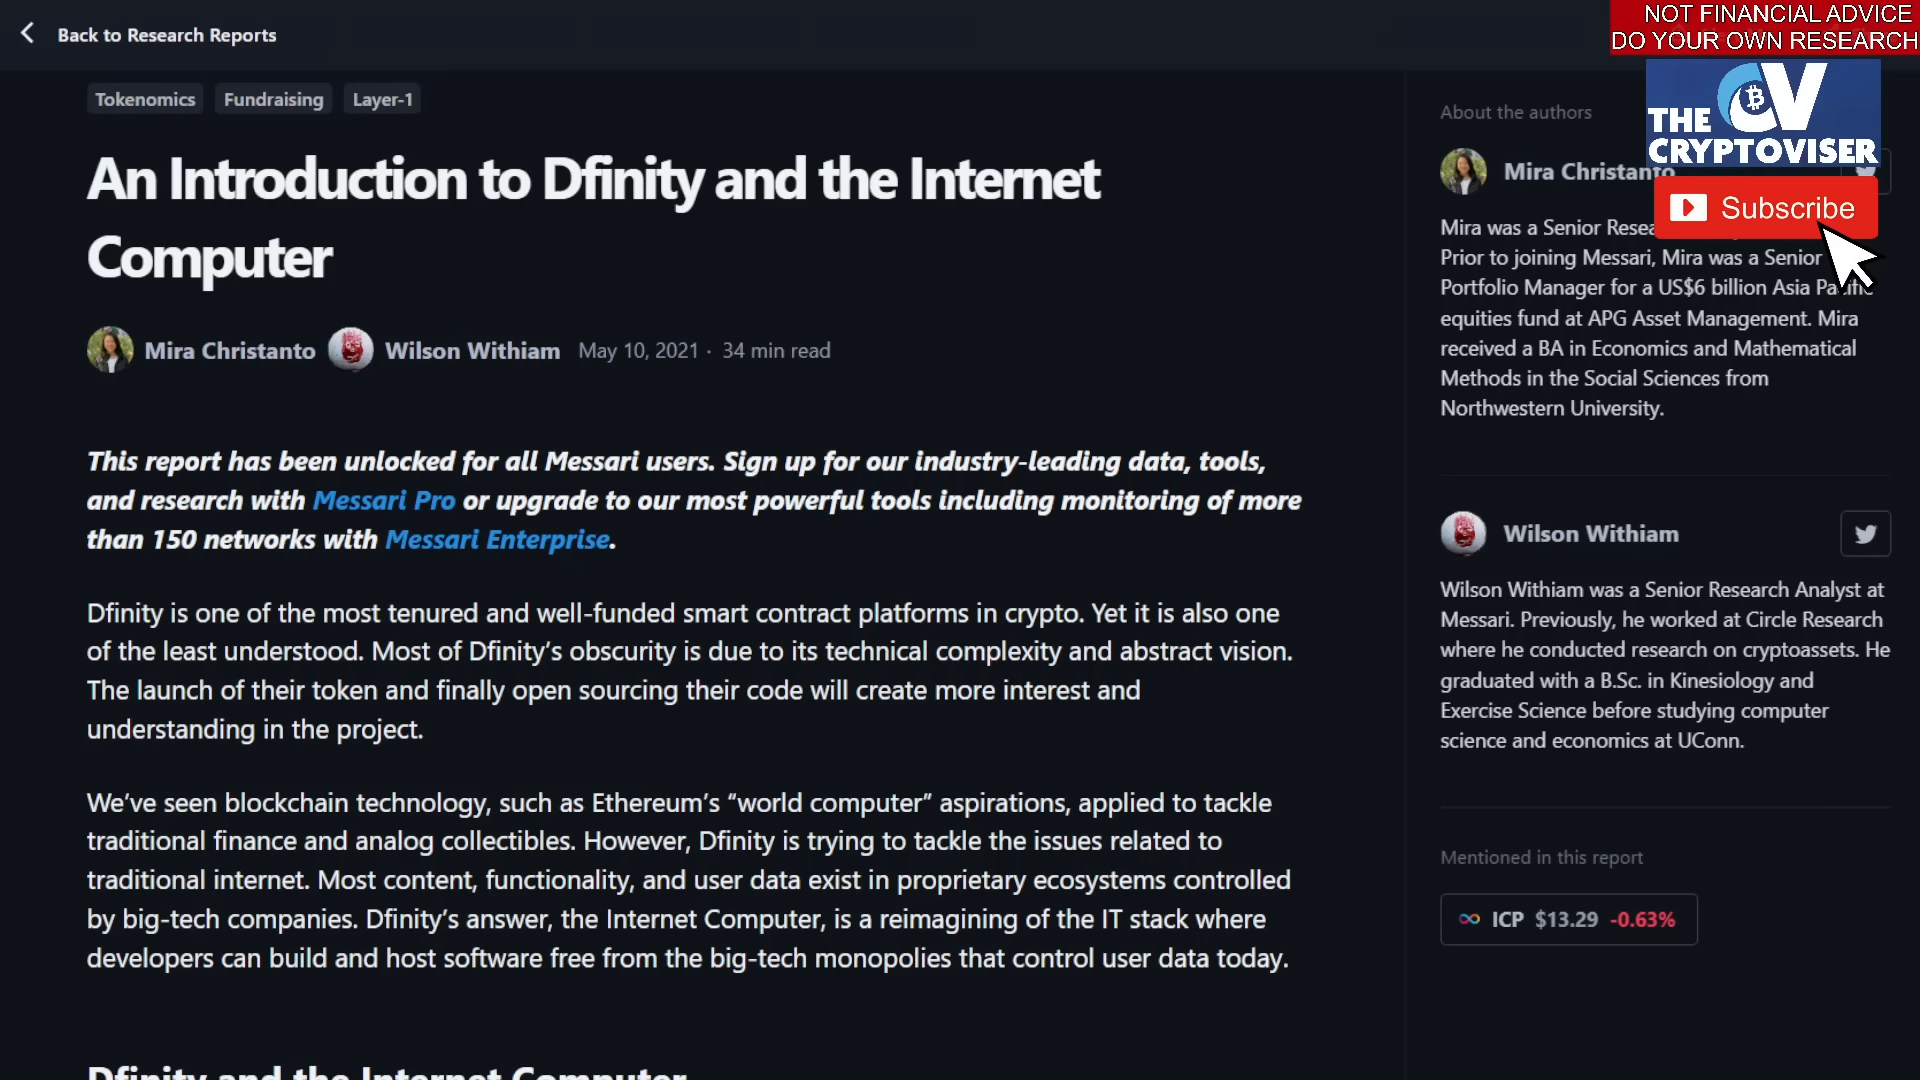 Back to Research Reports
NOT FINANCIAL ADVICE
DO YOUR OWN RESEARCH
Tokenomics Fundraising Layer-1
An Introduction to Dfinity and the Internet
Computer
Mira Christanto Wilson Withiam May 10, 2021 · 34 min read
This report has been unlocked for all Messari users. Sign up for our industry-leading data, tools,
and research with Messari Pro or upgrade to our most powerful tools including monitoring of more
than 150 networks with Messari Enterprise.
Dfinity is one of the most tenured and well-funded smart contract platforms in crypto. Yet it is also one
of the least understood. Most of Dfinity’s obscurity is due to its technical complexity and abstract vision.
The launch of their token and finally open sourcing their code will create more interest and
understanding in the project.
We’ve seen blockchain technology, such as Ethereum’s “world computer” aspirations, applied to tackle
traditional finance and analog collectibles. However, Dfinity is trying to tackle the issues related to
traditional internet. Most content, functionality, and user data exist in proprietary ecosystems controlled
by big-tech companies. Dfinity’s answer, the Internet Computer, is a reimagining of the IT stack where
developers can build and host software free from the big-tech monopolies that control user data today.
Dfinity and the Internet Computer
About the authors
THE CV
CRYPTOVISER
Subscribe
Mira Christanto
Mira was a Senior
Prior to joining Messari, Mira was a Senior
Portfolio Manager for a US$6 billion Asia Pacific
equities fund at APG Asset Management. Mira
received a BA in Economics and Mathematical
Methods in the Social Sciences from
Northwestern University.
Wilson Withiam
Wilson Withiam was a Senior Research Analyst at
Messari. Previously, he worked at Circle Research
where he conducted research on cryptoassets. He
graduated with a B.Sc. in Kinesiology and
Exercise Science before studying computer
science and economics at UConn.
Mentioned in this report
ICP $13.29 -0.63%